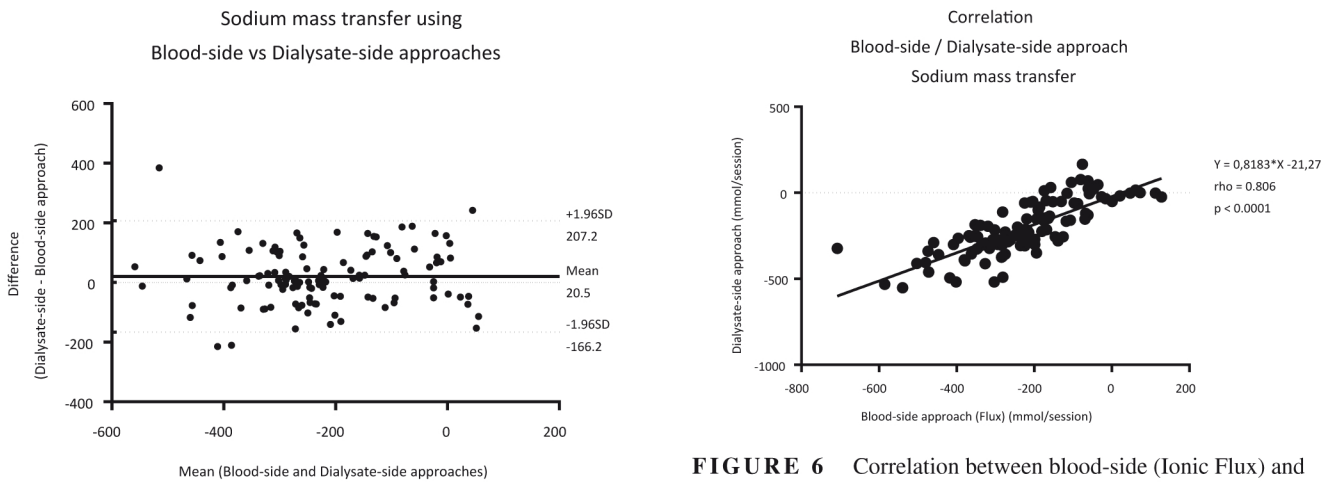 Sodium mass transfer using
Blood-side vs Dialysate-side approaches
Difference
(Dialysate-side - Blood-side approach)
600
400
200
0
-200
-400
-600
-400
-200
0
200
+1.96SD
207.2
Mean
20.5
-1.96SD
-166.2
Mean (Blood-side and Dialysate-side approaches)
Correlation
Blood-side / Dialysate-side approach
Sodium mass transfer
Dialysate-side approach (mmol/session)
500
0
-500
-1000
-800
-600
-400
-200
0
200
Y = 0,8183*X -21,27
rho = 0.806
p < 0.0001
Blood-side approach (Flux) (mmol/session)
FIGURE 6 Correlation between blood-side (Ionic Flux) and